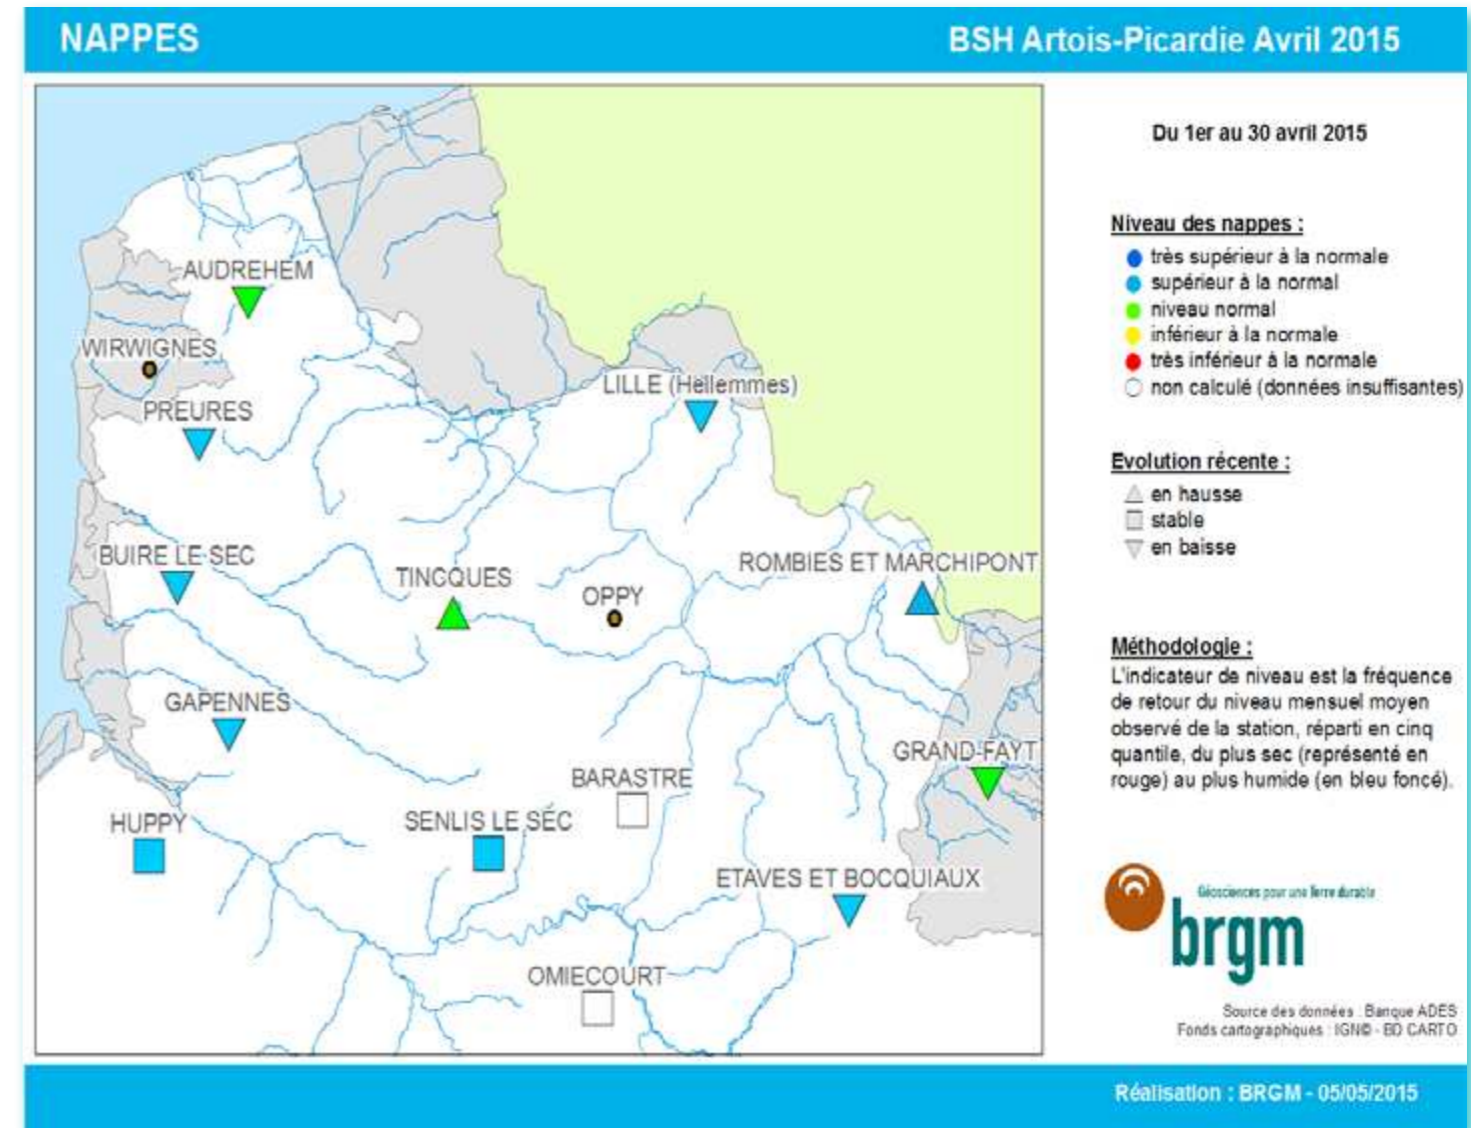 NAPPES
BSH Artois-Picardie Avril 2015
Du 1er au 30 avril 2015
Niveau des nappes :
très supérieur à la normale
supérieur à la normal
niveau normal
inférieur à la normale
très inférieur à la normale
non calculé (données insuffisantes)
Evolution récente :
en hausse
stable
en baisse
Méthodologie :
L'indicateur de niveau est la fréquence
de retour du niveau mensuel moyen
observé de la station, réparti en cinq
quantile, du plus sec (représenté en
rouge) au plus humide (en bleu foncé).
AUDREHEM
WIRWIGNES
LILLE (Hellemmes)
PREURES
BUIRE LE SEC
TINCQUES
OPPY
ROMBIES ET MARCHIPONT
GAPENNES
GRAND-FAYT
BARASTRE
HUPPY
SENLIS LE SEC
ETAVES ET BOCQUIAUX
OMIECOURT
Géosciences pour une Terre durable
brgm
Source des données : Banque ADES
Fonds cartographiques : IGN© - BD CARTO
Réalisation : BRGM - 05/05/2015